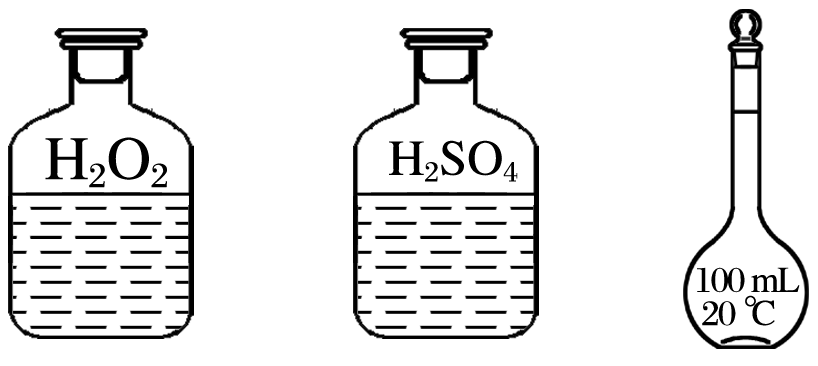 H₂O₂
H₂SO₄
100 mL
20 ℃